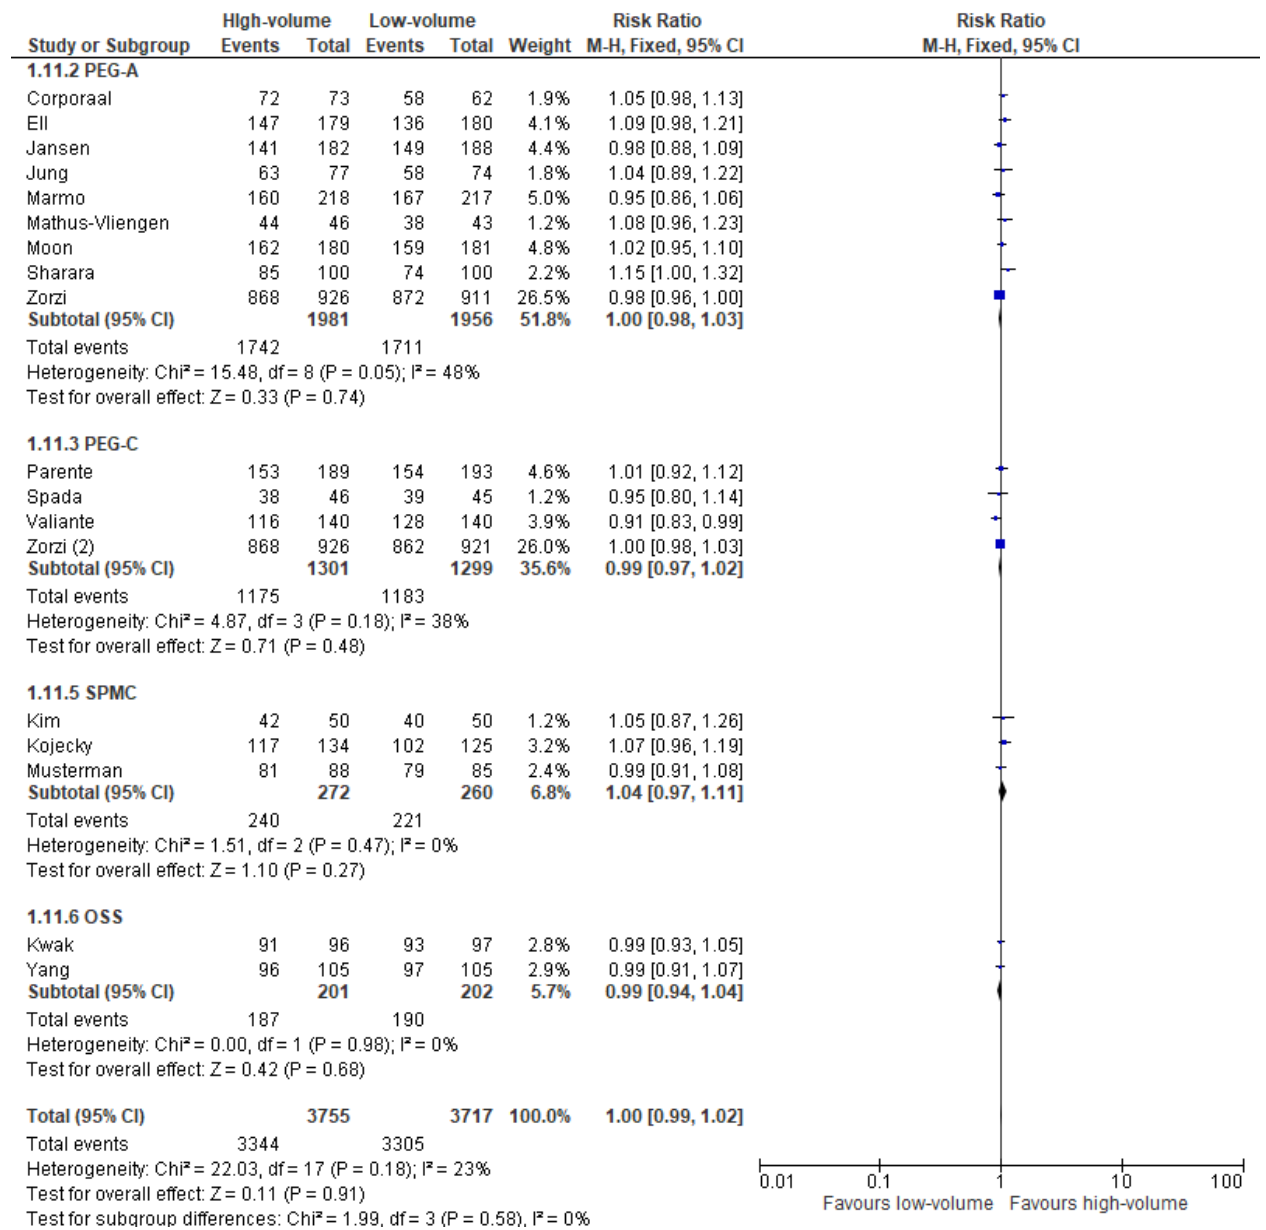 High-volume Low-volume Risk Ratio Risk Ratio
Study or Subgroup Events Total Events Total Weight M-H, Fixed, 95% CI M-H, Fixed, 95% CI
1.11.2 PEG-A
Corporaal 72 73 58 62 1.9% 1.05 [0.98, 1.13]
Ell 147 179 136 180 4.1% 1.09 [0.98, 1.21]
Jansen 141 182 149 188 4.4% 0.98 [0.88, 1.09]
Jung 63 77 58 74 1.8% 1.04 [0.89, 1.22]
Marmo 160 218 167 217 5.0% 0.95 [0.86, 1.06]
Mathus-Vliengen 44 46 38 43 1.2% 1.08 [0.96, 1.23]
Moon 162 180 159 181 4.8% 1.02 [0.95, 1.10]
Sharara 85 100 74 100 2.2% 1.15 [1.00, 1.32]
Zorzi 868 926 872 911 26.5% 0.98 [0.96, 1.00]
Subtotal (95% CI) 1981 1956 51.8% 1.00 [0.98, 1.03]
Total events 1742 1711
Heterogeneity: Chi² = 15.48, df = 8 (P = 0.05); I² = 48%
Test for overall effect: Z = 0.33 (P = 0.74)
1.11.3 PEG-C
Parente 153 189 154 193 4.6% 1.01 [0.92, 1.12]
Spada 38 46 39 45 1.2% 0.95 [0.80, 1.14]
Valiante 116 140 128 140 3.9% 0.91 [0.83, 0.99]
Zorzi (2) 868 926 862 921 26.0% 1.00 [0.98, 1.03]
Subtotal (95% CI) 1301 1299 35.6% 0.99 [0.97, 1.02]
Total events 1175 1183
Heterogeneity: Chi² = 4.87, df = 3 (P = 0.18); I² = 38%
Test for overall effect: Z = 0.71 (P = 0.48)
1.11.5 SPMC
Kim 42 50 40 50 1.2% 1.05 [0.87, 1.26]
Kojecky 117 134 102 125 3.2% 1.07 [0.96, 1.19]
Musterman 81 88 79 85 2.4% 0.99 [0.91, 1.08]
Subtotal (95% CI) 272 260 6.8% 1.04 [0.97, 1.11]
Total events 240 221
Heterogeneity: Chi² = 1.51, df = 2 (P = 0.47); I² = 0%
Test for overall effect: Z = 1.10 (P = 0.27)
1.11.6 OSS
Kwak 91 96 93 97 2.8% 0.99 [0.93, 1.05]
Yang 96 105 97 105 2.9% 0.99 [0.91, 1.07]
Subtotal (95% CI) 201 202 5.7% 0.99 [0.94, 1.04]
Total events 187 190
Heterogeneity: Chi² = 0.00, df = 1 (P = 0.98); I² = 0%
Test for overall effect: Z = 0.42 (P = 0.68)
Total (95% CI) 3755 3717 100.0% 1.00 [0.99, 1.02]
Total events 3344 3305
Heterogeneity: Chi² = 22.03, df = 17 (P = 0.18); I² = 23%
Test for overall effect: Z = 0.11 (P = 0.91)
Test for subgroup differences: Chi² = 1.99, df = 3 (P = 0.58), I² = 0%
0.01 0.1 1 10 100
Favours low-volume Favours high-volume